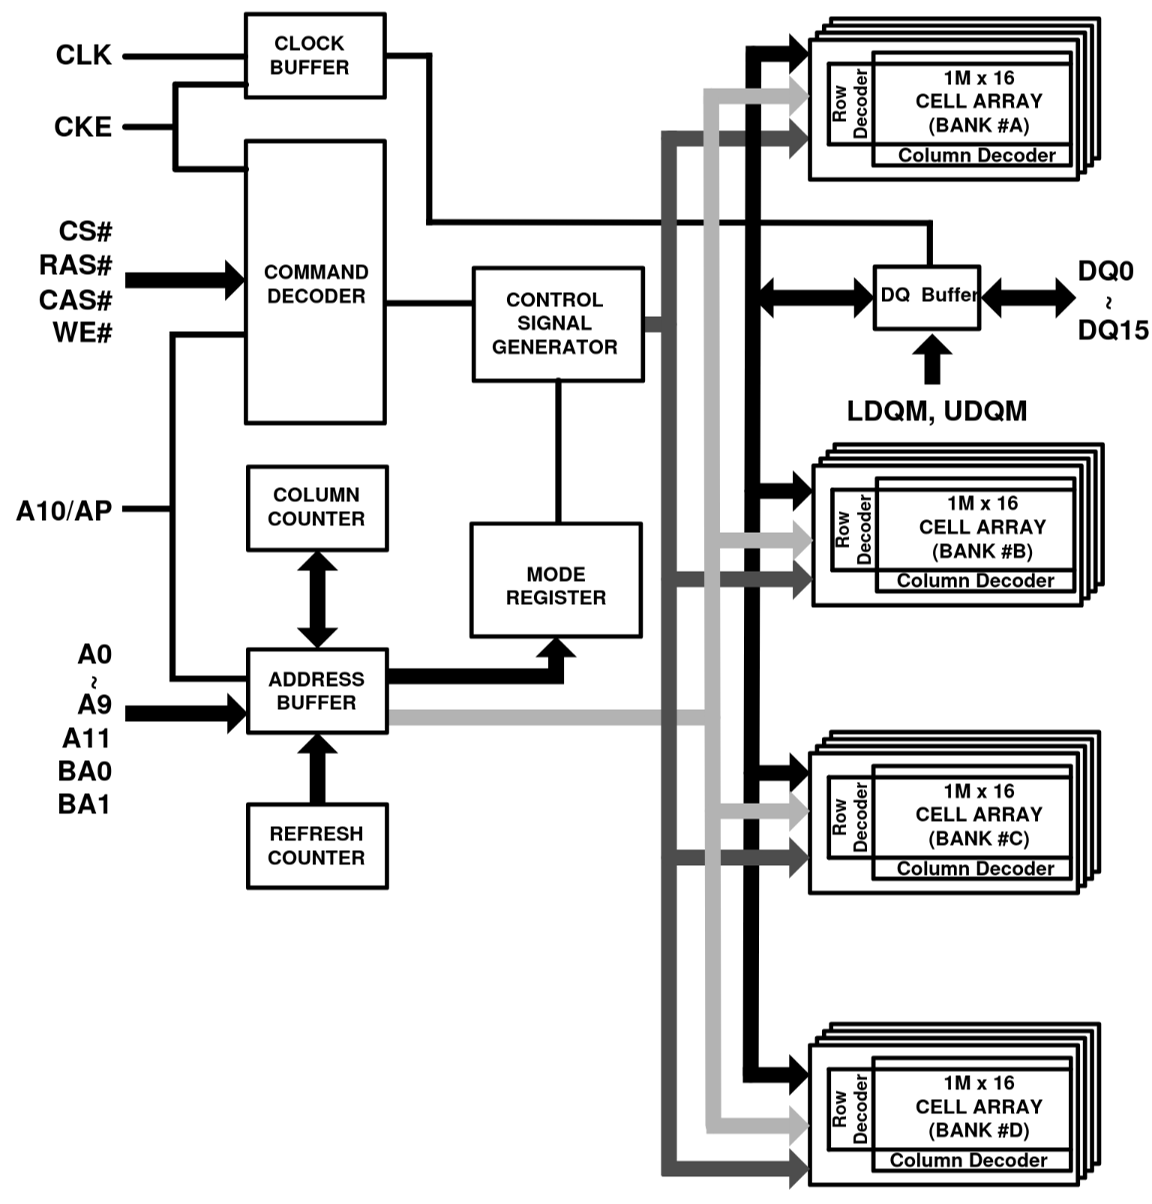 CLK
CLOCK
BUFFER
CKE
CS#
RAS#
CAS#
WE#
COMMAND
DECODER
CONTROL
SIGNAL
GENERATOR
A10/AP
COLUMN
COUNTER
MODE
REGISTER
A0
~
A9
A11
BA0
BA1
ADDRESS
BUFFER
REFRESH
COUNTER
Row
Decoder
1M x 16
CELL ARRAY
(BANK #A)
Column Decoder
DQ Buffer
DQ0
~
DQ15
LDQM, UDQM
Row
Decoder
1M x 16
CELL ARRAY
(BANK #B)
Column Decoder
Row
Decoder
1M x 16
CELL ARRAY
(BANK #C)
Column Decoder
Row
Decoder
1M x 16
CELL ARRAY
(BANK #D)
Column Decoder